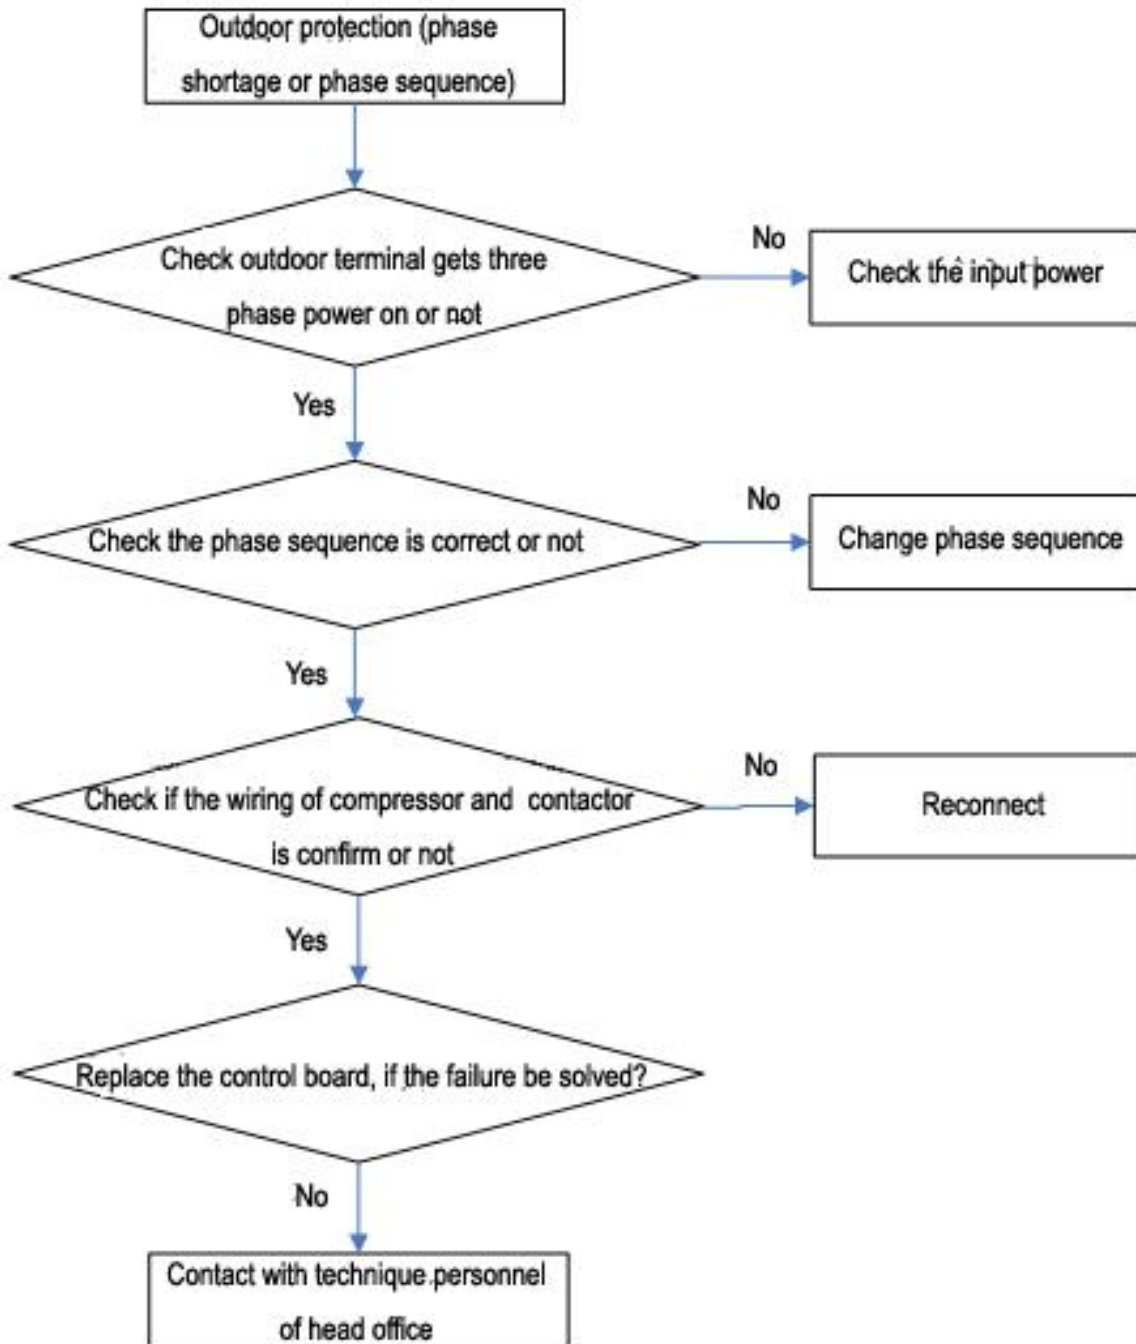 Outdoor protection (phase
shortage or phase sequence)
Check outdoor terminal gets three
phase power on or not
No
Check the input power
Yes
Check the phase sequence is correct or not
No
Change phase sequence
Yes
Check if the wiring of compressor and contactor
is confirm or not
No
Reconnect
Yes
Replace the control board, if the failure be solved?
No
Contact with technique personnel
of head office